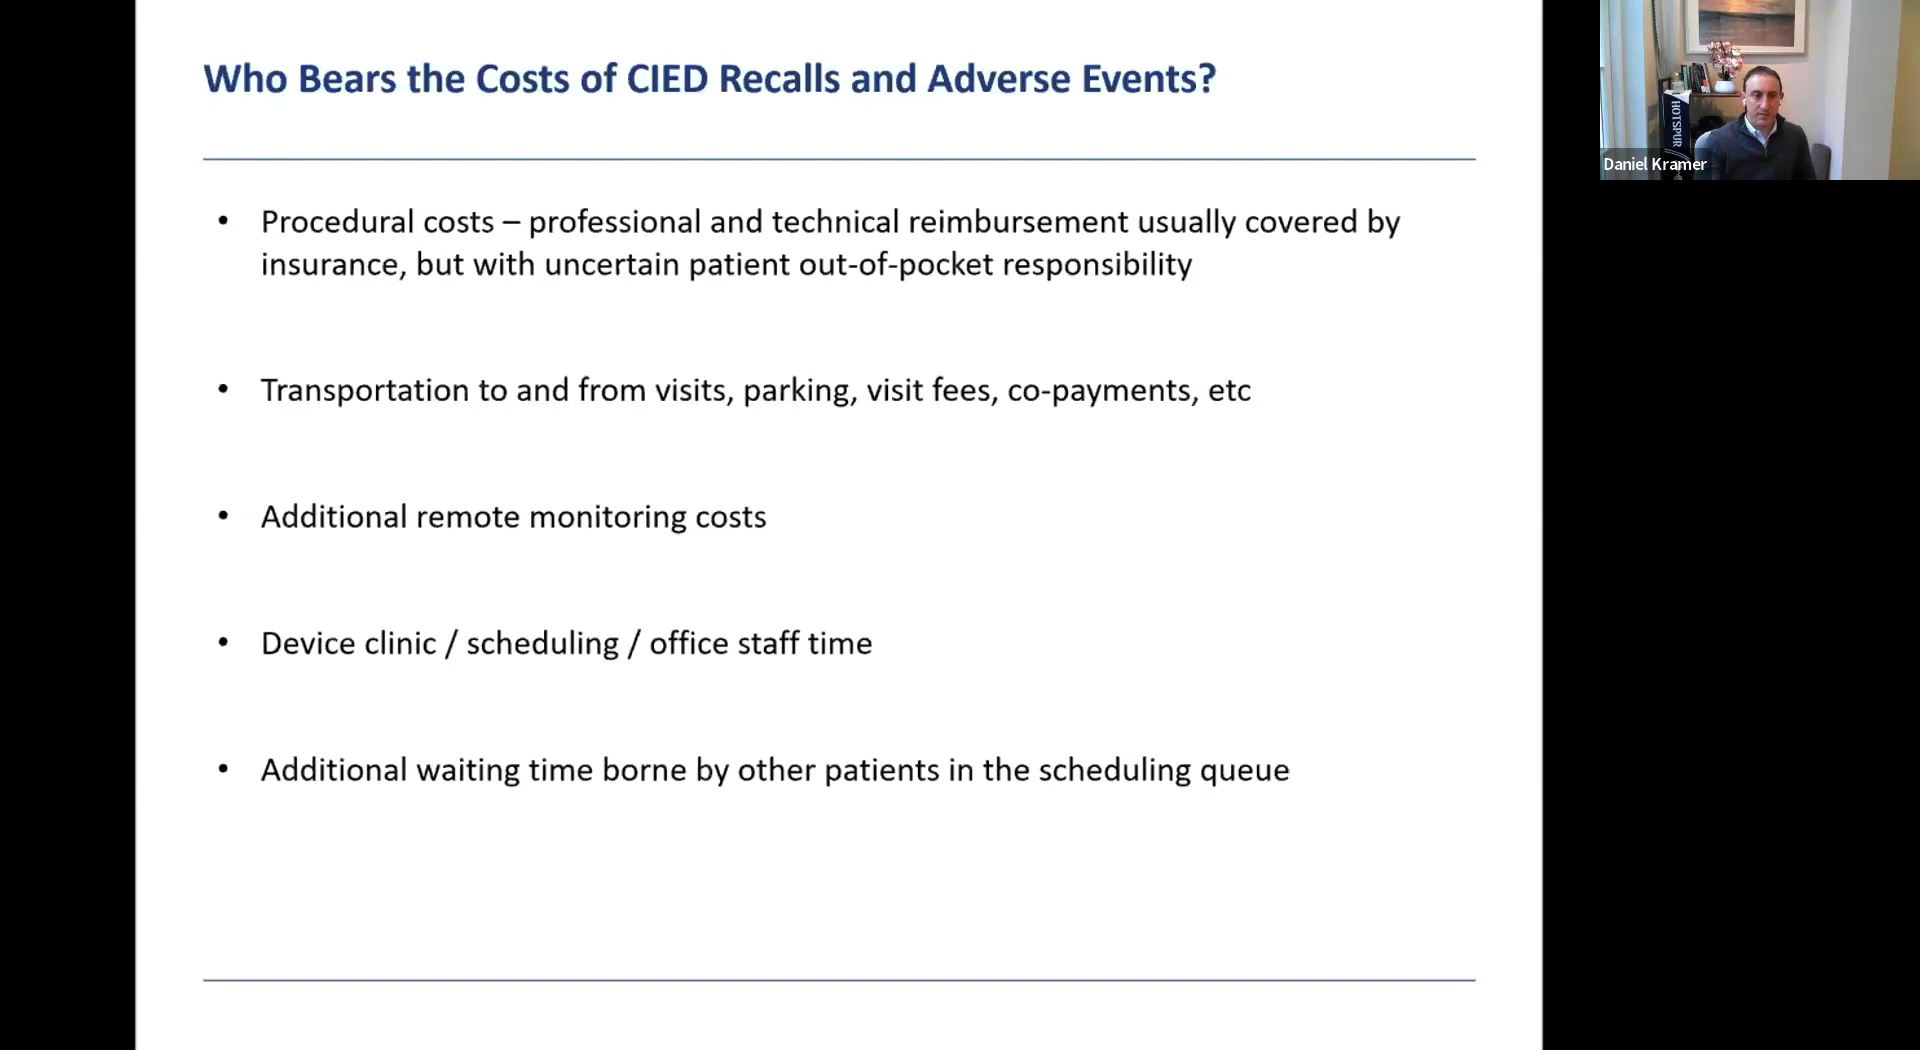 Who Bears the Costs of CIED Recalls and Adverse Events?
• Procedural costs – professional and technical reimbursement usually covered by
insurance, but with uncertain patient out-of-pocket responsibility
• Transportation to and from visits, parking, visit fees, co-payments, etc
• Additional remote monitoring costs
• Device clinic / scheduling / office staff time
• Additional waiting time borne by other patients in the scheduling queue
HOTSPUR
Daniel Kramer